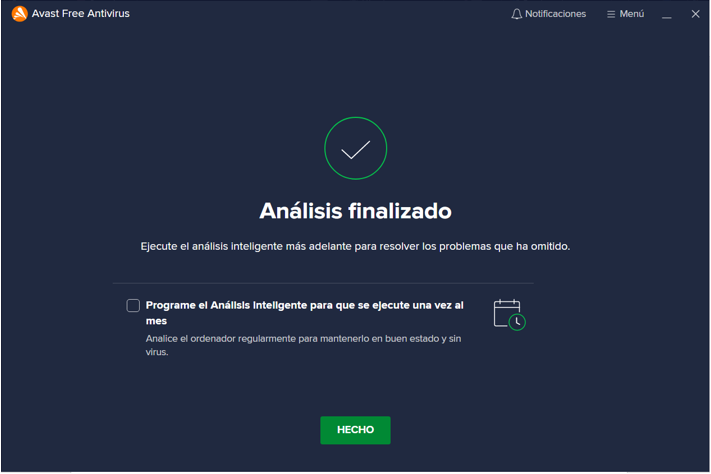 Avast Free Antivirus
Notificaciones
Menú
Análisis finalizado
Ejecute el análisis inteligente más adelante para resolver los problemas que ha omitido.
Programe el Análisis Inteligente para que se ejecute una vez al
mes
Analice el ordenador regularmente para mantenerlo en buen estado y sin
virus.
HECHO